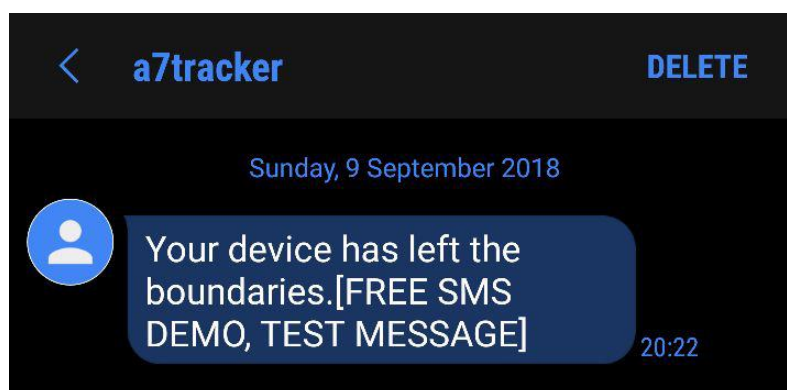 a7tracker
DELETE
Sunday, 9 September 2018
Your device has left the
boundaries.[FREE SMS
DEMO, TEST MESSAGE]
20:22